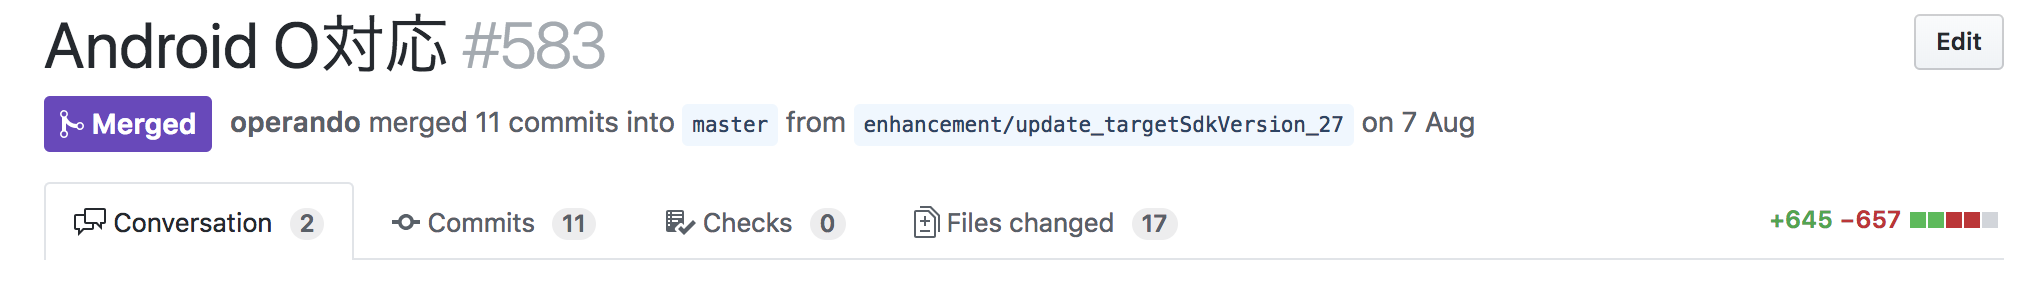 Android O対応 #583
Edit
Merged operando merged 11 commits into master from enhancement/update_targetSdkVersion_27 on 7 Aug
Conversation 2 Commits 11 Checks 0 Files changed 17 +645 −657